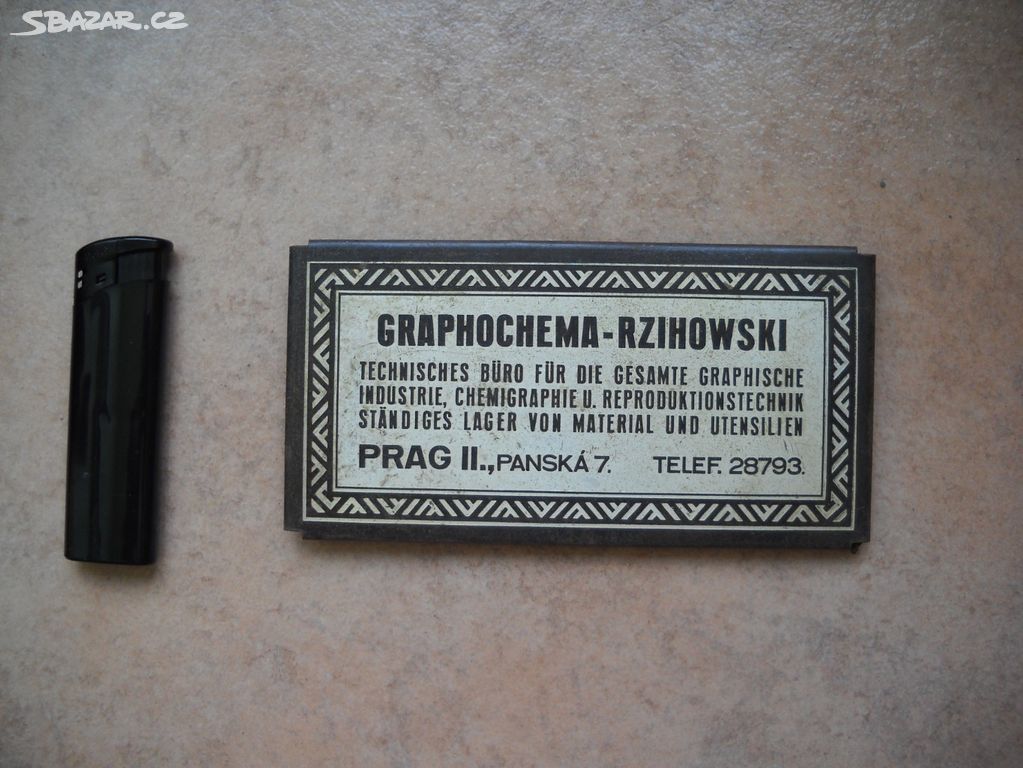 SBAZAR.CZ
GRAPHOCHEMA-RZIHOWSKI
TECHNISCHES BÜRO FÜR DIE GESAMTE GRAPHISCHE
INDUSTRIE, CHEMIGRAPHIE U. REPRODUKTIONSTECHNIK
STÄNDIGES LAGER VON MATERIAL UND UTENSILIEN
PRAG II., PANSKÁ 7. TELEF. 28793.